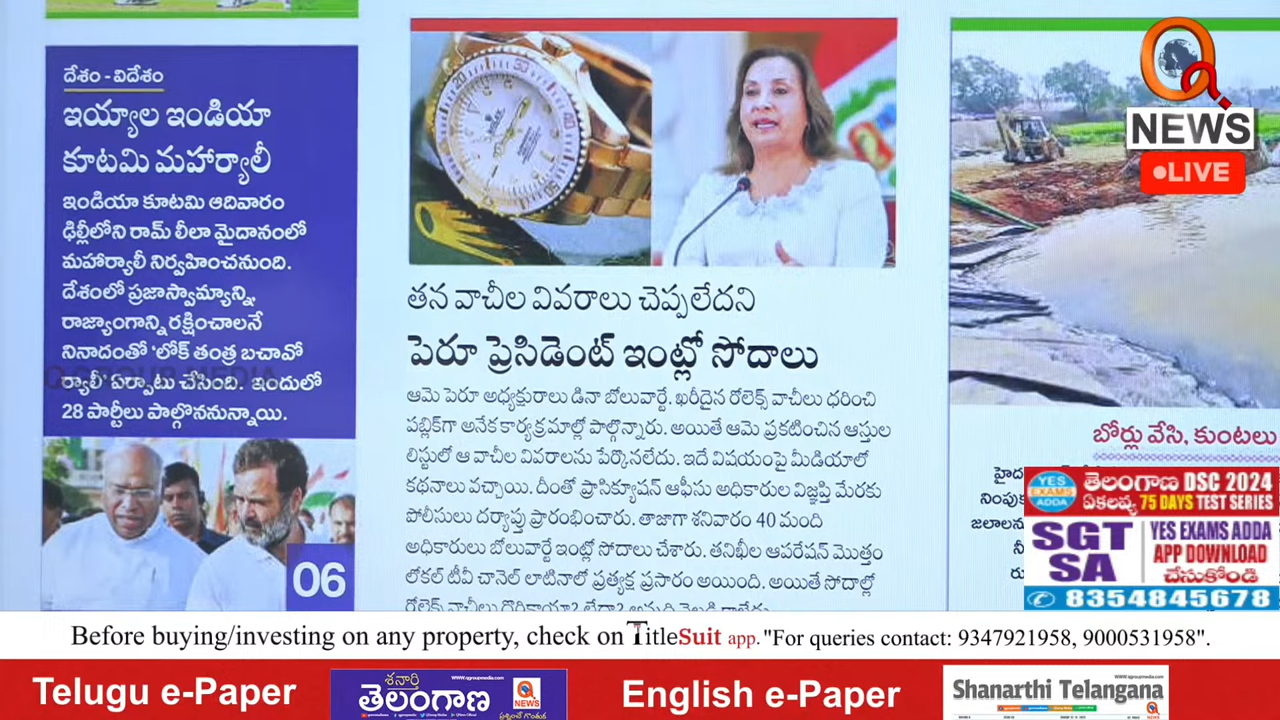 దేశం - విదేశం
ఇయ్యాల ఇండియా
కూటమి మహార్యాలీ
ఇండియా కూటమి ఆదివారం
ఢిల్లీలోని రామ్ లీలా మైదానంలో
మహార్యాలీ నిర్వహించనుంది.
దేశంలో ప్రజాస్వామ్యాన్ని,
రాజ్యాంగాన్ని రక్షించాలనే
నినాదంతో 'లోక్ తంత్ర బచావో
ర్యాలీ ఏర్పాటు చేసింది. ఇందులో
28 పార్టీలు పాల్గొననున్నాయి.
06
తన వాచీల వివరాలు చెప్పలేదని
పెరూ ప్రెసిడెంట్ ఇంట్లో సోదాలు
ఆమె పెరూ అధ్యక్షురాలు డినా బోలువార్టే. ఖరీదైన రోలెక్స్ వాచీలు ధరించి
పబ్లిక్‌గా అనేక కార్యక్రమాల్లో పాల్గొన్నారు. అయితే ఆమె ప్రకటించిన ఆస్తుల
లిస్టులో ఆ వాచీల వివరాలను పేర్కొనలేదు. ఇదే విషయంపై మీడియాలో
కథనాలు వచ్చాయి. దీంతో ప్రాసిక్యూషన్ ఆఫీసు అధికారుల విజ్ఞప్తి మేరకు
పోలీసులు దర్యాప్తు ప్రారంభించారు. తాజాగా శనివారం 40 మంది
అధికారులు బోలువార్టే ఇంట్లో సోదాలు చేశారు. తనిఖీల ఆపరేషన్ మొత్తం
లోకల్ టీవీ చానెల్ లాటినాలో ప్రత్యక్ష ప్రసారం అయింది. అయితే సోదాల్లో
బోర్లు వేసి, కుంటలు
NEWS
LIVE
YES
EXAMS
ADDA
తెలంగాణ DSC 2024
ఏకలవ్య 75 DAYS TEST SERIES
SGT
SA
YES EXAMS ADDA
APP DOWNLOAD
చేసుకోండి
8354845678
Before buying/investing on any property, check on TitleSuit app. "For queries contact: 9347921958, 9000531958".
Telugu e-Paper
శనార్తి
తెలంగాణ
NEWS
English e-Paper
Shanarthi Telangana